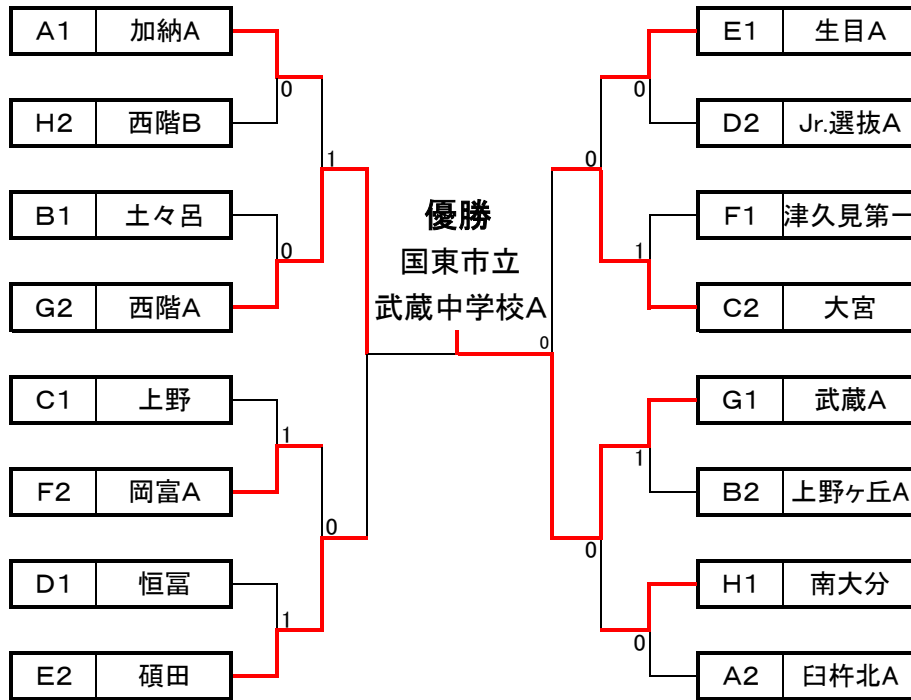 A1 加納A
0
H2 西階B
1
B1 土々呂
0
G2 西階A
C1 上野
1
F2 岡富A
0
D1 恒冨
1
E2 碩田
優勝
国東市立
武蔵中学校A
0
E1 生目A
0
D2 Jr.選抜A
0
F1 津久見第一
1
C2 大宮
G1 武蔵A
1
B2 上野ヶ丘A
0
H1 南大分
0
A2 臼杵北A